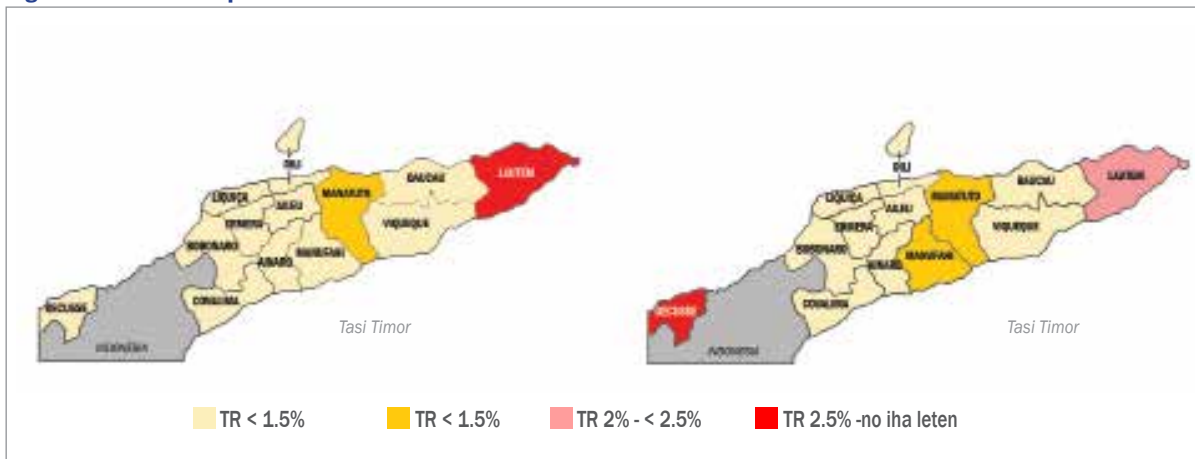 DILI
LIQUIÇA
AILEU
MANATUTO
BAUCAU
LAUTEM
ERMERA
VIQUEQUE
BOBONARO
AINARO
MANUFAHI
COVALIMA
OECUSSE
INDONESIA
Tasi Timor
DILI
LIQUIÇA
AILEU
MANATUTO
BAUCAU
LAUTEM
ERMERA
VIQUEQUE
BOBONARO
AINARO
MANUFAHI
COVALIMA
OECUSSE
INDONESIA
Tasi Timor
TR < 1.5%
TR < 1.5%
TR 2% - < 2.5%
TR 2.5% -no iha leten